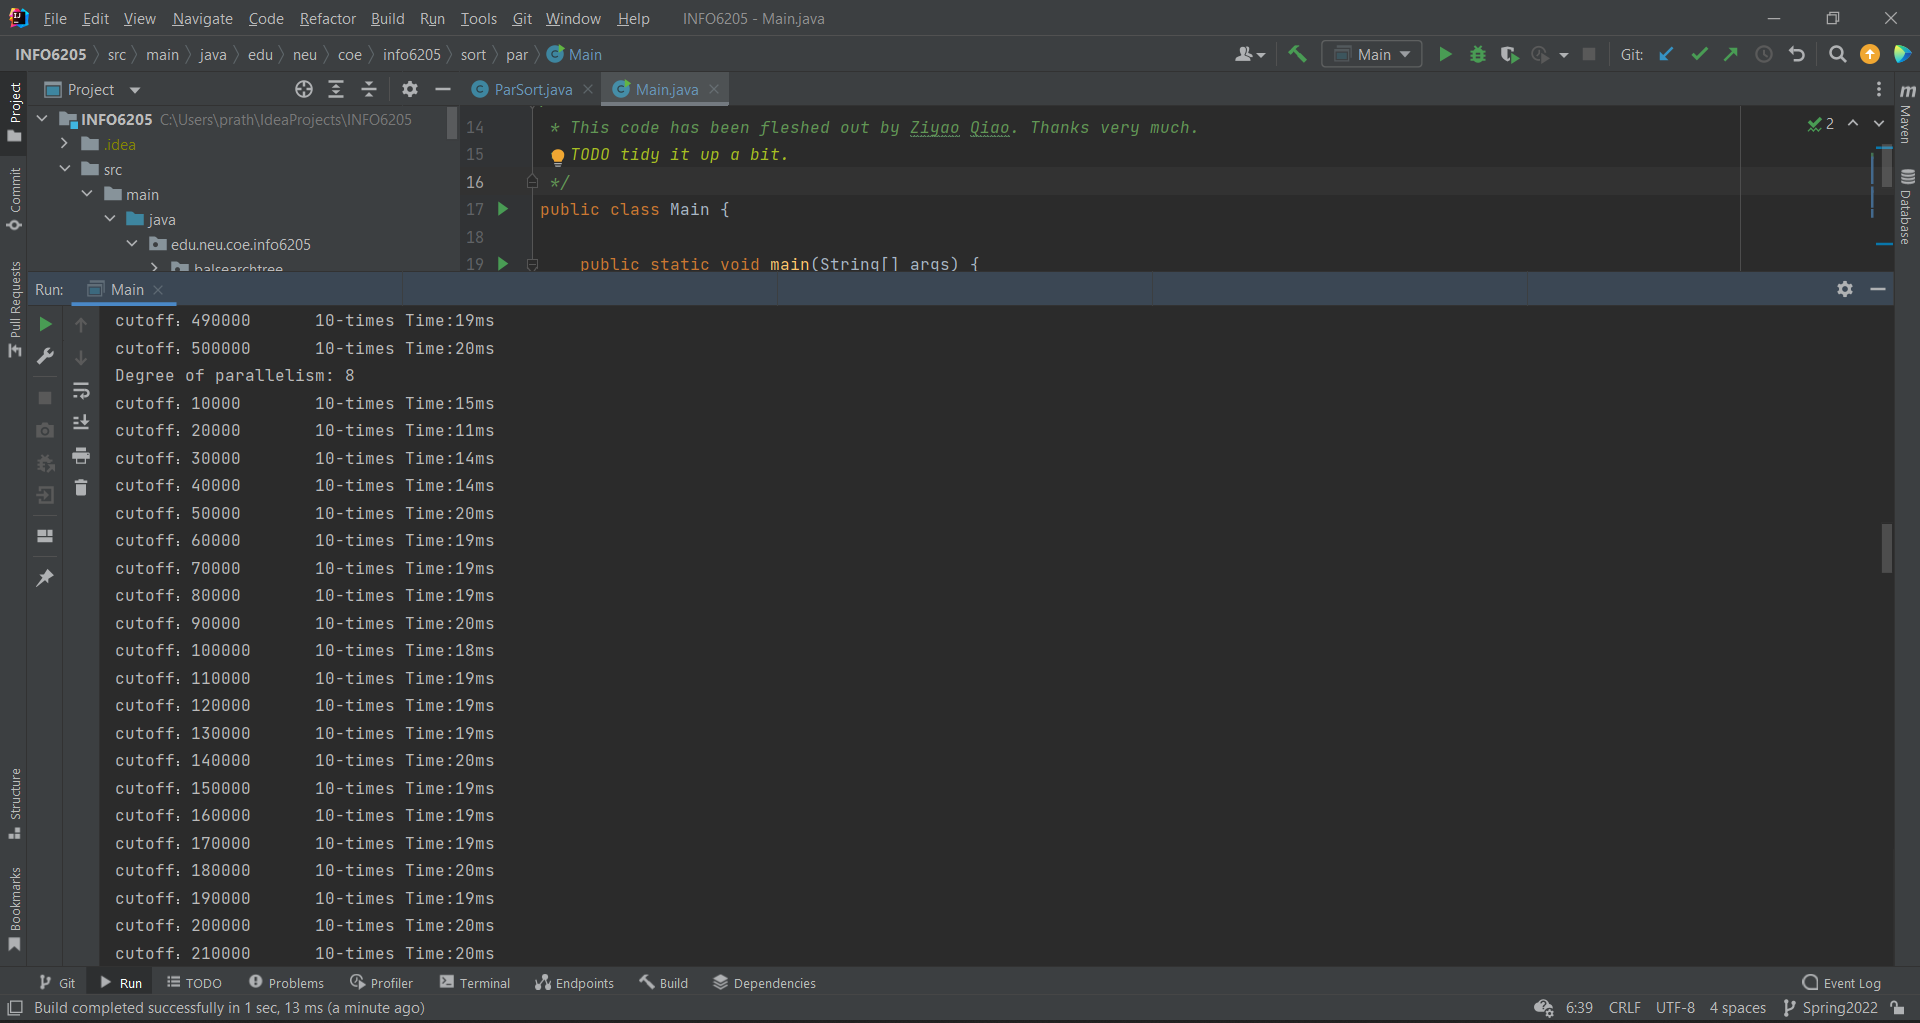 File Edit View Navigate Code Refactor Build Run Tools Git Window Help INFO6205 - Main.java
INFO6205 src main java edu neu coe info6205 sort par Main Main Git:
Project ParSort.java Main.java
INFO6205 C:\Users\prath\IdeaProjects\INFO6205
.idea
src
main
java
edu.neu.coe.info6205
balsearchtree
14 * This code has been fleshed out by Ziyao Qiao. Thanks very much.
15 TODO tidy it up a bit.
16 */
17 public class Main {
18
19 public static void main(String[] args) {
2
Run: Main
cutoff：490000 10-times Time:19ms
cutoff：500000 10-times Time:20ms
Degree of parallelism: 8
cutoff：10000 10-times Time:15ms
cutoff：20000 10-times Time:11ms
cutoff：30000 10-times Time:14ms
cutoff：40000 10-times Time:14ms
cutoff：50000 10-times Time:20ms
cutoff：60000 10-times Time:19ms
cutoff：70000 10-times Time:19ms
cutoff：80000 10-times Time:19ms
cutoff：90000 10-times Time:20ms
cutoff：100000 10-times Time:18ms
cutoff：110000 10-times Time:19ms
cutoff：120000 10-times Time:19ms
cutoff：130000 10-times Time:19ms
cutoff：140000 10-times Time:20ms
cutoff：150000 10-times Time:19ms
cutoff：160000 10-times Time:19ms
cutoff：170000 10-times Time:19ms
cutoff：180000 10-times Time:20ms
cutoff：190000 10-times Time:19ms
cutoff：200000 10-times Time:20ms
cutoff：210000 10-times Time:20ms
Project
Commit
Pull Requests
Structure
Bookmarks
m
Maven
Database
Git Run TODO Problems Profiler Terminal Endpoints Build Dependencies Event Log
Build completed successfully in 1 sec, 13 ms (a minute ago) 6:39 CRLF UTF-8 4 spaces Spring2022